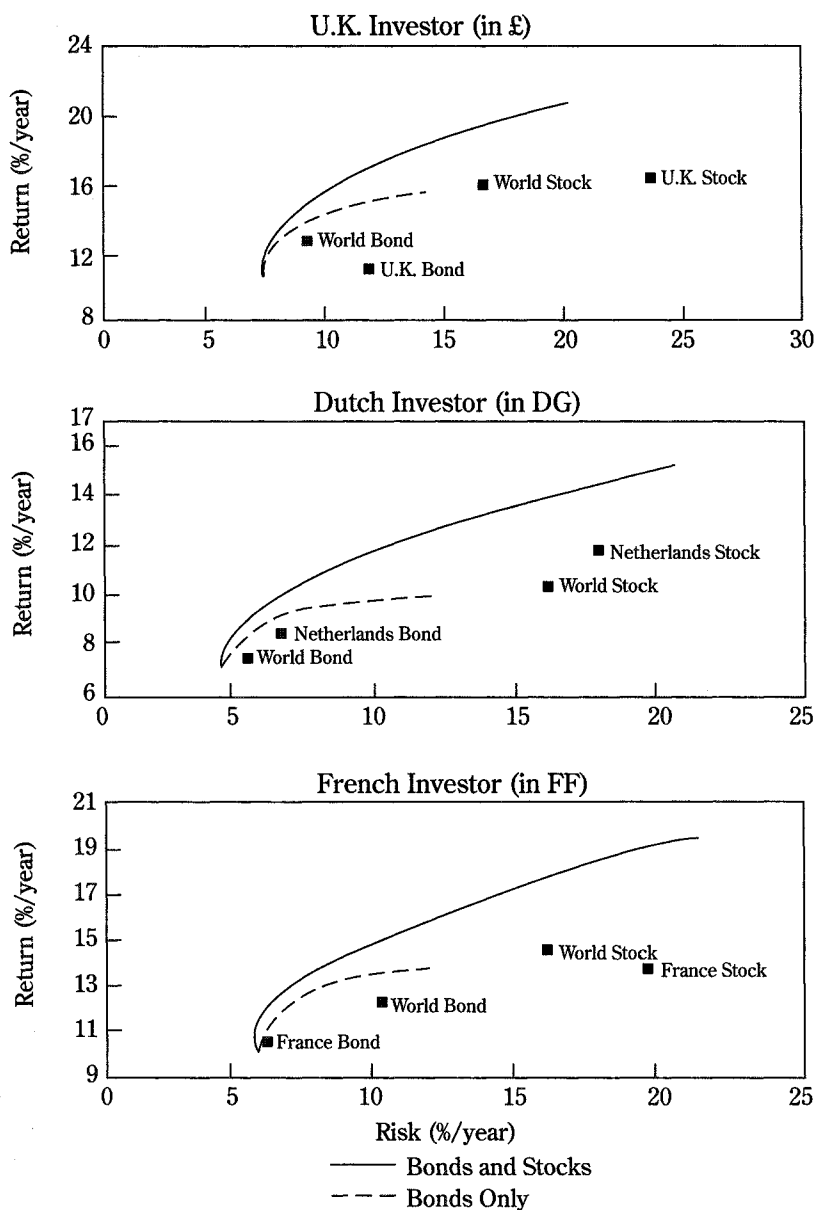 U.K. Investor (in £)
24
20
16
12
8
Return (%/year)
World Stock
U.K. Stock
World Bond
U.K. Bond
0 5 10 15 20 25 30
Dutch Investor (in DG)
17
16
14
12
10
8
6
Return (%/year)
Netherlands Stock
World Stock
Netherlands Bond
World Bond
0 5 10 15 20 25
French Investor (in FF)
21
19
17
15
13
11
9
Return (%/year)
World Stock
France Stock
World Bond
France Bond
0 5 10 15 20 25
Risk (%/year)
Bonds and Stocks
Bonds Only